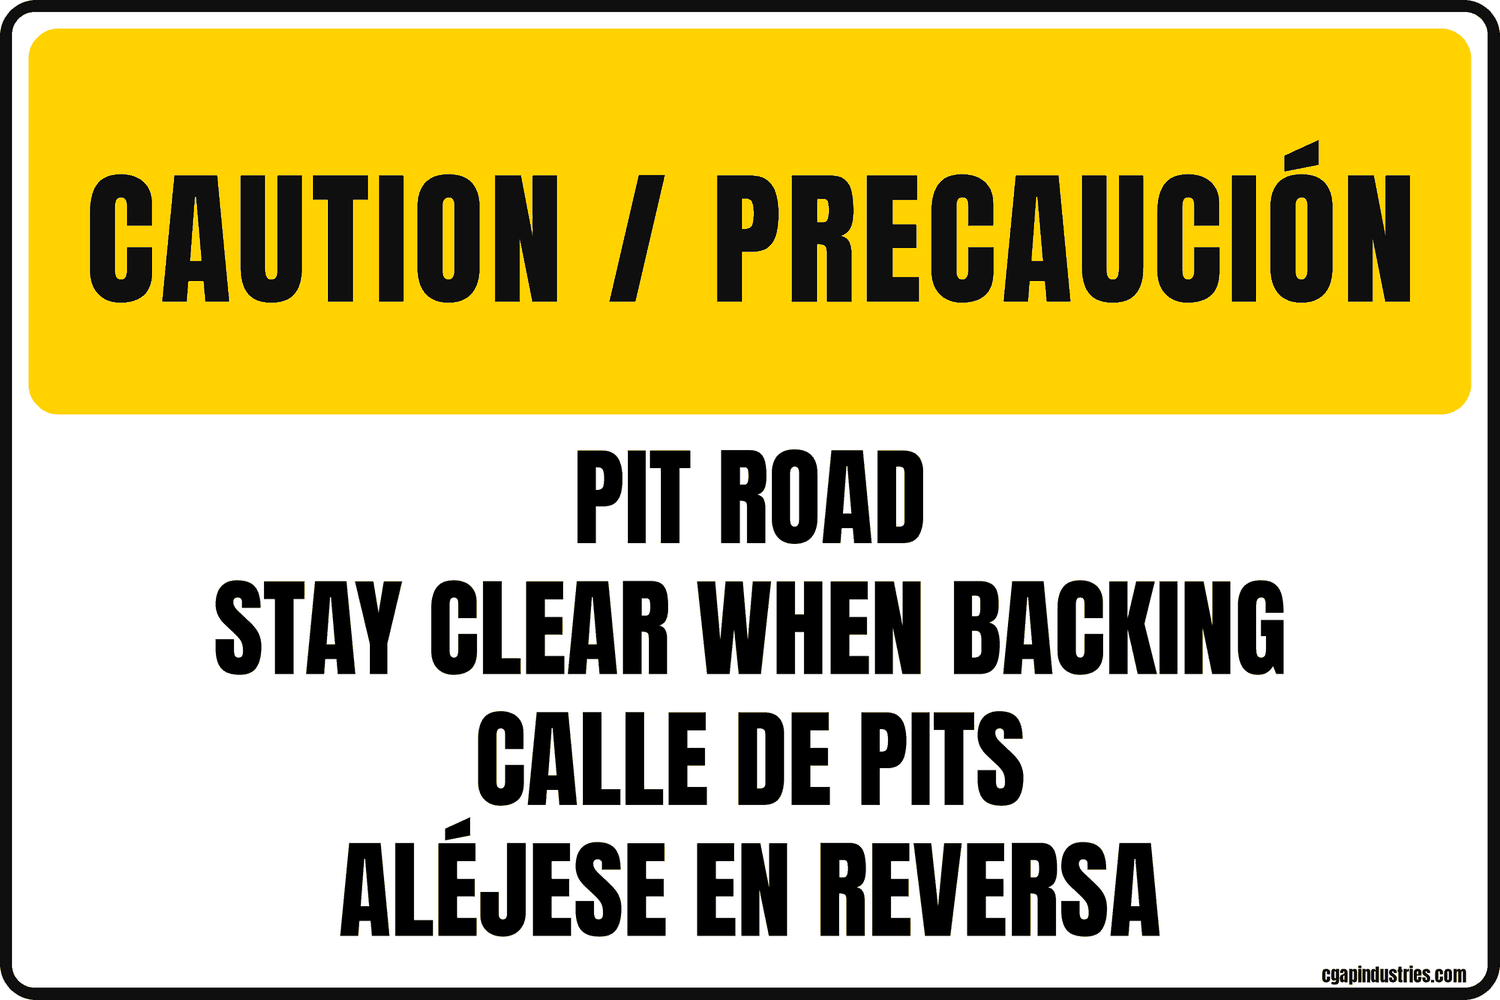 CAUTION / PRECAUCIÓN
PIT ROAD
STAY CLEAR WHEN BACKING
CALLE DE PITS
ALÉJESE EN REVERSA
cgapindustries.com